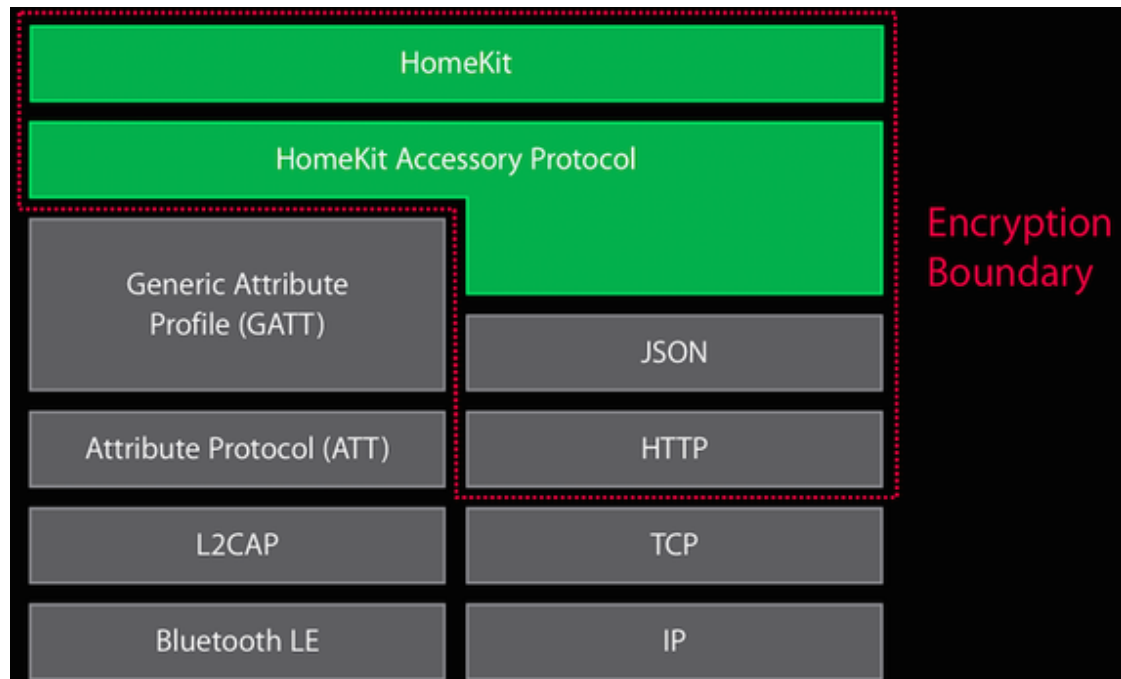 HomeKit
HomeKit Accessory Protocol
Encryption
Boundary
Generic Attribute
Profile (GATT)
JSON
Attribute Protocol (ATT)
HTTP
L2CAP
TCP
Bluetooth LE
IP